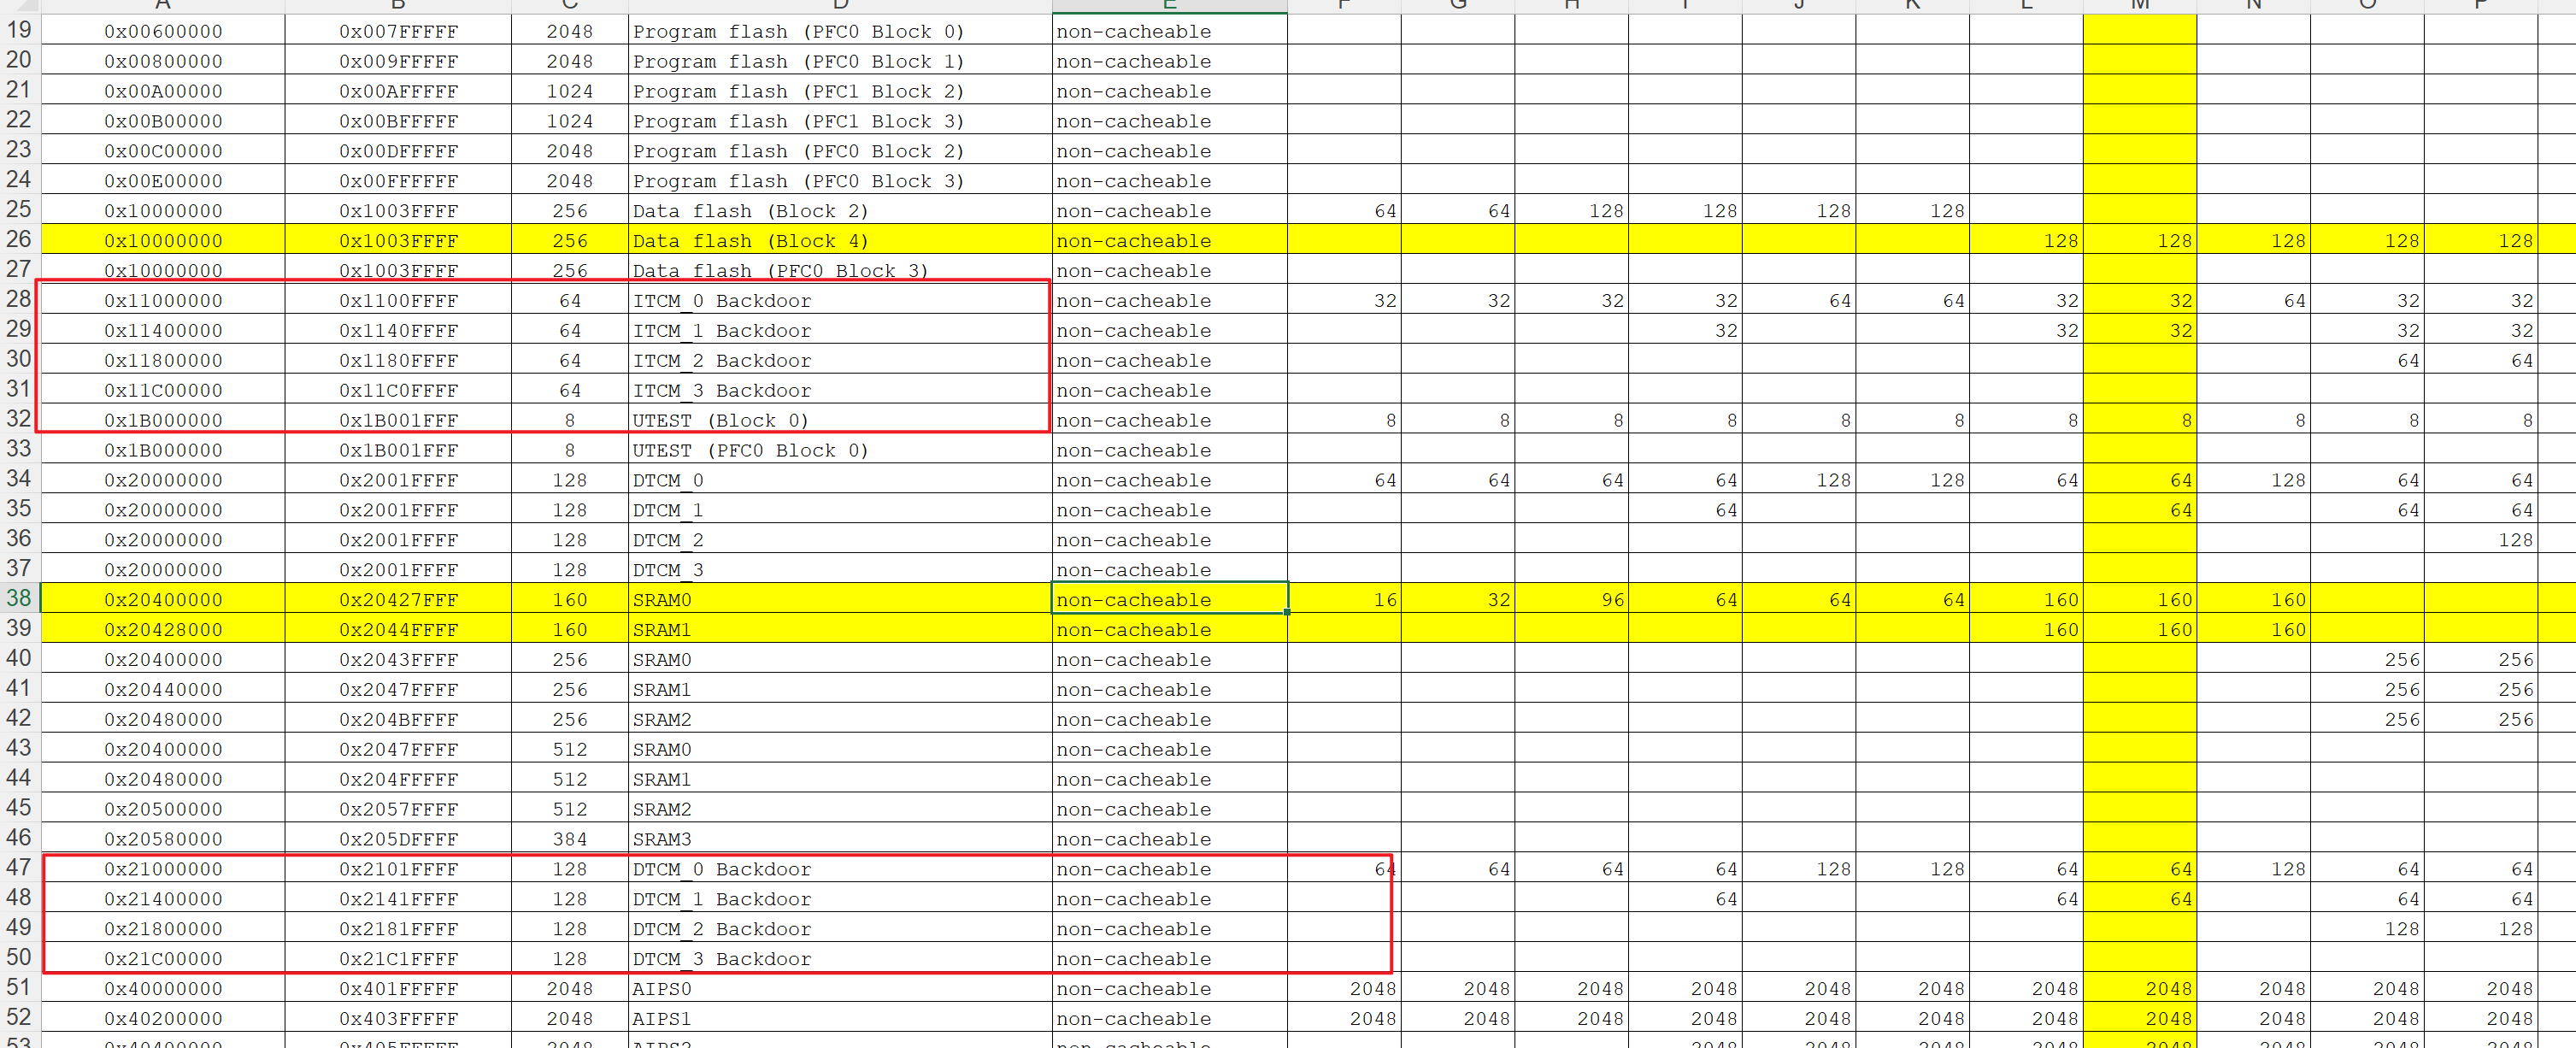 A B C D E F G H I J K L M N O P
19 0x00600000 0x007FFFFF 2048 Program flash (PFC0 Block 0) non-cacheable
20 0x00800000 0x009FFFFF 2048 Program flash (PFC0 Block 1) non-cacheable
21 0x00A00000 0x00AFFFFF 1024 Program flash (PFC1 Block 2) non-cacheable
22 0x00B00000 0x00BFFFFF 1024 Program flash (PFC1 Block 3) non-cacheable
23 0x00C00000 0x00DFFFFF 2048 Program flash (PFC0 Block 2) non-cacheable
24 0x00E00000 0x00FFFFFF 2048 Program flash (PFC0 Block 3) non-cacheable
25 0x10000000 0x1003FFFF 256 Data flash (Block 2) non-cacheable 64 64 128 128 128 128
26 0x10000000 0x1003FFFF 256 Data flash (Block 4) non-cacheable 128 128 128 128 128
27 0x10000000 0x1003FFFF 256 Data flash (PFC0 Block 3) non-cacheable
28 0x11000000 0x1100FFFF 64 ITCM_0 Backdoor non-cacheable 32 32 32 32 64 64 32 32 64 32 32
29 0x11400000 0x1140FFFF 64 ITCM_1 Backdoor non-cacheable 32 32 32 32 32
30 0x11800000 0x1180FFFF 64 ITCM_2 Backdoor non-cacheable 64 64
31 0x11C00000 0x11C0FFFF 64 ITCM_3 Backdoor non-cacheable
32 0x1B000000 0x1B001FFF 8 UTEST (Block 0) non-cacheable 8 8 8 8 8 8 8 8 8 8 8
33 0x1B000000 0x1B001FFF 8 UTEST (PFC0 Block 0) non-cacheable
34 0x20000000 0x2001FFFF 128 DTCM_0 non-cacheable 64 64 64 64 128 128 64 64 128 64 64
35 0x20000000 0x2001FFFF 128 DTCM_1 non-cacheable 64 64 64 64
36 0x20000000 0x2001FFFF 128 DTCM_2 non-cacheable 128
37 0x20000000 0x2001FFFF 128 DTCM_3 non-cacheable
38 0x20400000 0x20427FFF 160 SRAM0 non-cacheable 16 32 96 64 64 64 160 160 160
39 0x20428000 0x2044FFFF 160 SRAM1 non-cacheable 160 160 160
40 0x20400000 0x2043FFFF 256 SRAM0 non-cacheable 256 256
41 0x20440000 0x2047FFFF 256 SRAM1 non-cacheable 256 256
42 0x20480000 0x204BFFFF 256 SRAM2 non-cacheable 256 256
43 0x20400000 0x2047FFFF 512 SRAM0 non-cacheable
44 0x20480000 0x204FFFFF 512 SRAM1 non-cacheable
45 0x20500000 0x2057FFFF 512 SRAM2 non-cacheable
46 0x20580000 0x205DFFFF 384 SRAM3 non-cacheable
47 0x21000000 0x2101FFFF 128 DTCM_0 Backdoor non-cacheable 64 64 64 64 128 128 64 64 128 64 64
48 0x21400000 0x2141FFFF 128 DTCM_1 Backdoor non-cacheable 64 64 64 64 64
49 0x21800000 0x2181FFFF 128 DTCM_2 Backdoor non-cacheable 128 128
50 0x21C00000 0x21C1FFFF 128 DTCM_3 Backdoor non-cacheable
51 0x40000000 0x401FFFFF 2048 AIPS0 non-cacheable 2048 2048 2048 2048 2048 2048 2048 2048 2048 2048 2048
52 0x40200000 0x403FFFFF 2048 AIPS1 non-cacheable 2048 2048 2048 2048 2048 2048 2048 2048 2048 2048 2048
53 0x40400000 0x405FFFFF 2048 AIPS2 non-cacheable 2048 2048 2048 2048 2048 2048 2048 2048